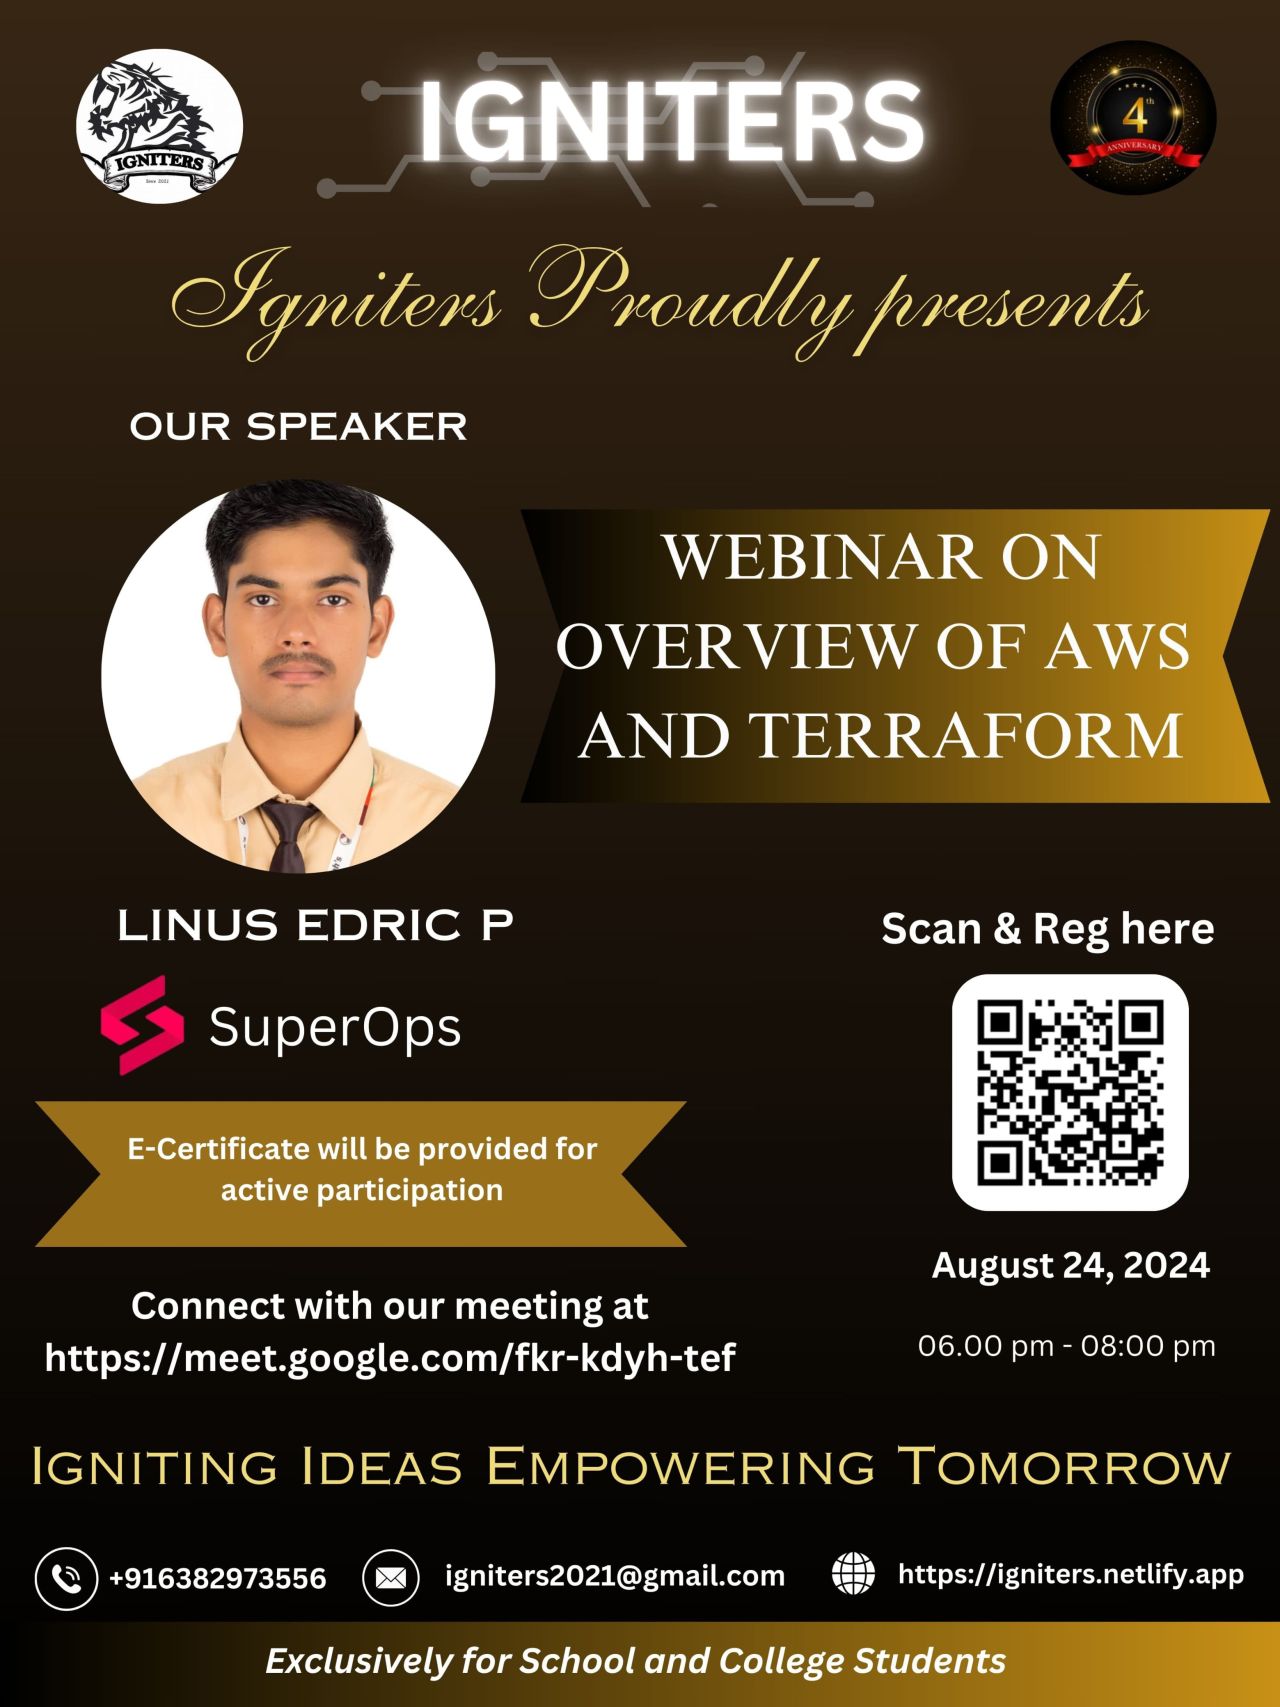 IGNITERS
IGNITERS
Since 2021
4th
ANNIVERSARY
Igniters Proudly presents
OUR SPEAKER
WEBINAR ON
OVERVIEW OF AWS
AND TERRAFORM
LINUS EDRIC P
SuperOps
Scan & Reg here
E-Certificate will be provided for
active participation
August 24, 2024
06.00 pm - 08:00 pm
Connect with our meeting at
https://meet.google.com/fkr-kdyh-tef
IGNITING IDEAS EMPOWERING TOMORROW
+916382973556
igniters2021@gmail.com
https://igniters.netlify.app
Exclusively for School and College Students